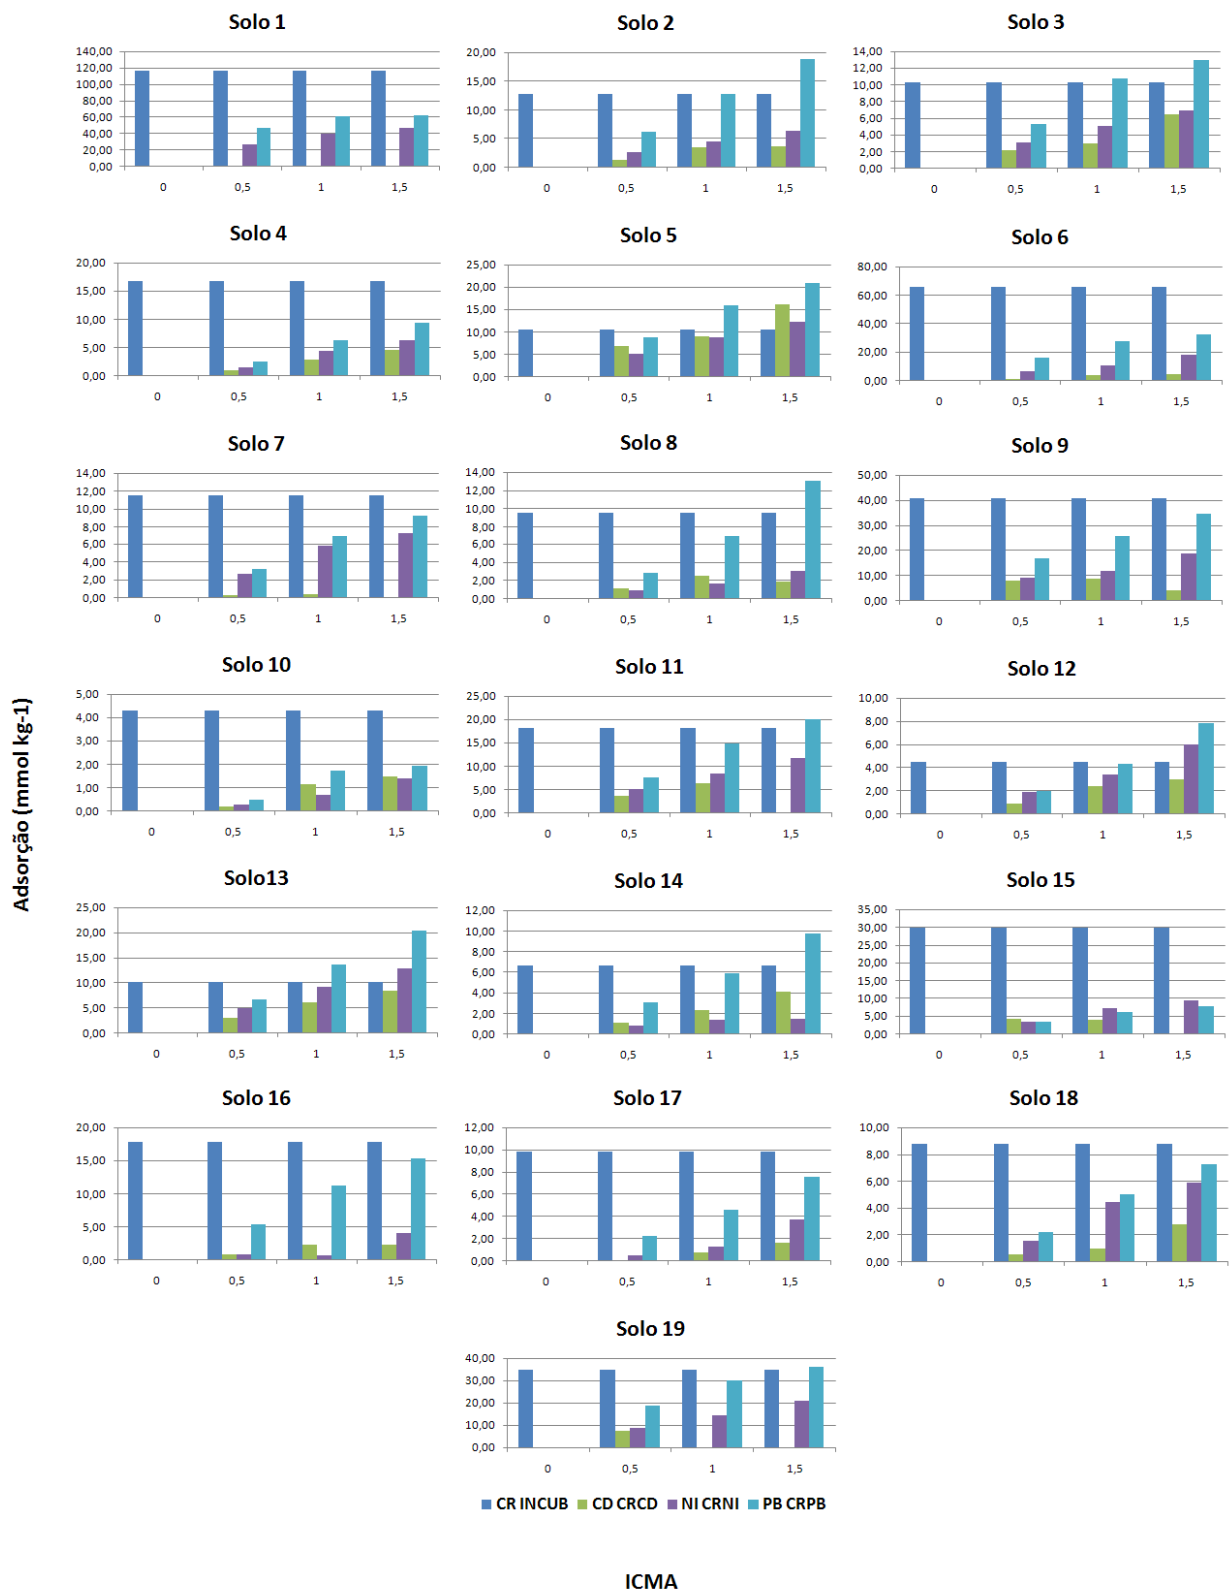 Solo 1
140,00
120,00
100,00
80,00
60,00
40,00
20,00
0,00
0 0,5 1 1,5
Solo 2
20,00
15,00
10,00
5,00
0,00
0 0,5 1 1,5
Solo 3
14,00
12,00
10,00
8,00
6,00
4,00
2,00
0,00
0 0,5 1 1,5
Solo 4
20,00
15,00
10,00
5,00
0,00
0 0,5 1 1,5
Solo 5
25,00
20,00
15,00
10,00
5,00
0,00
0 0,5 1 1,5
Solo 6
80,00
60,00
40,00
20,00
0,00
0 0,5 1 1,5
Solo 7
14,00
12,00
10,00
8,00
6,00
4,00
2,00
0,00
0 0,5 1 1,5
Solo 8
14,00
12,00
10,00
8,00
6,00
4,00
2,00
0,00
0 0,5 1 1,5
Solo 9
50,00
40,00
30,00
20,00
10,00
0,00
0 0,5 1 1,5
Adsorção (mmol kg-1)
Solo 10
5,00
4,00
3,00
2,00
1,00
0,00
0 0,5 1 1,5
Solo 11
25,00
20,00
15,00
10,00
5,00
0,00
0 0,5 1 1,5
Solo 12
10,00
8,00
6,00
4,00
2,00
0,00
0 0,5 1 1,5
Solo13
25,00
20,00
15,00
10,00
5,00
0,00
0 0,5 1 1,5
Solo 14
12,00
10,00
8,00
6,00
4,00
2,00
0,00
0 0,5 1 1,5
Solo 15
35,00
30,00
25,00
20,00
15,00
10,00
5,00
0,00
0 0,5 1 1,5
Solo 16
20,00
15,00
10,00
5,00
0,00
0 0,5 1 1,5
Solo 17
12,00
10,00
8,00
6,00
4,00
2,00
0,00
0 0,5 1 1,5
Solo 18
10,00
8,00
6,00
4,00
2,00
0,00
0 0,5 1 1,5
Solo 19
40,00
30,00
20,00
10,00
0,00
0 0,5 1 1,5
CR INCUB CD CRCD NI CRNI PB CRPB
ICMA